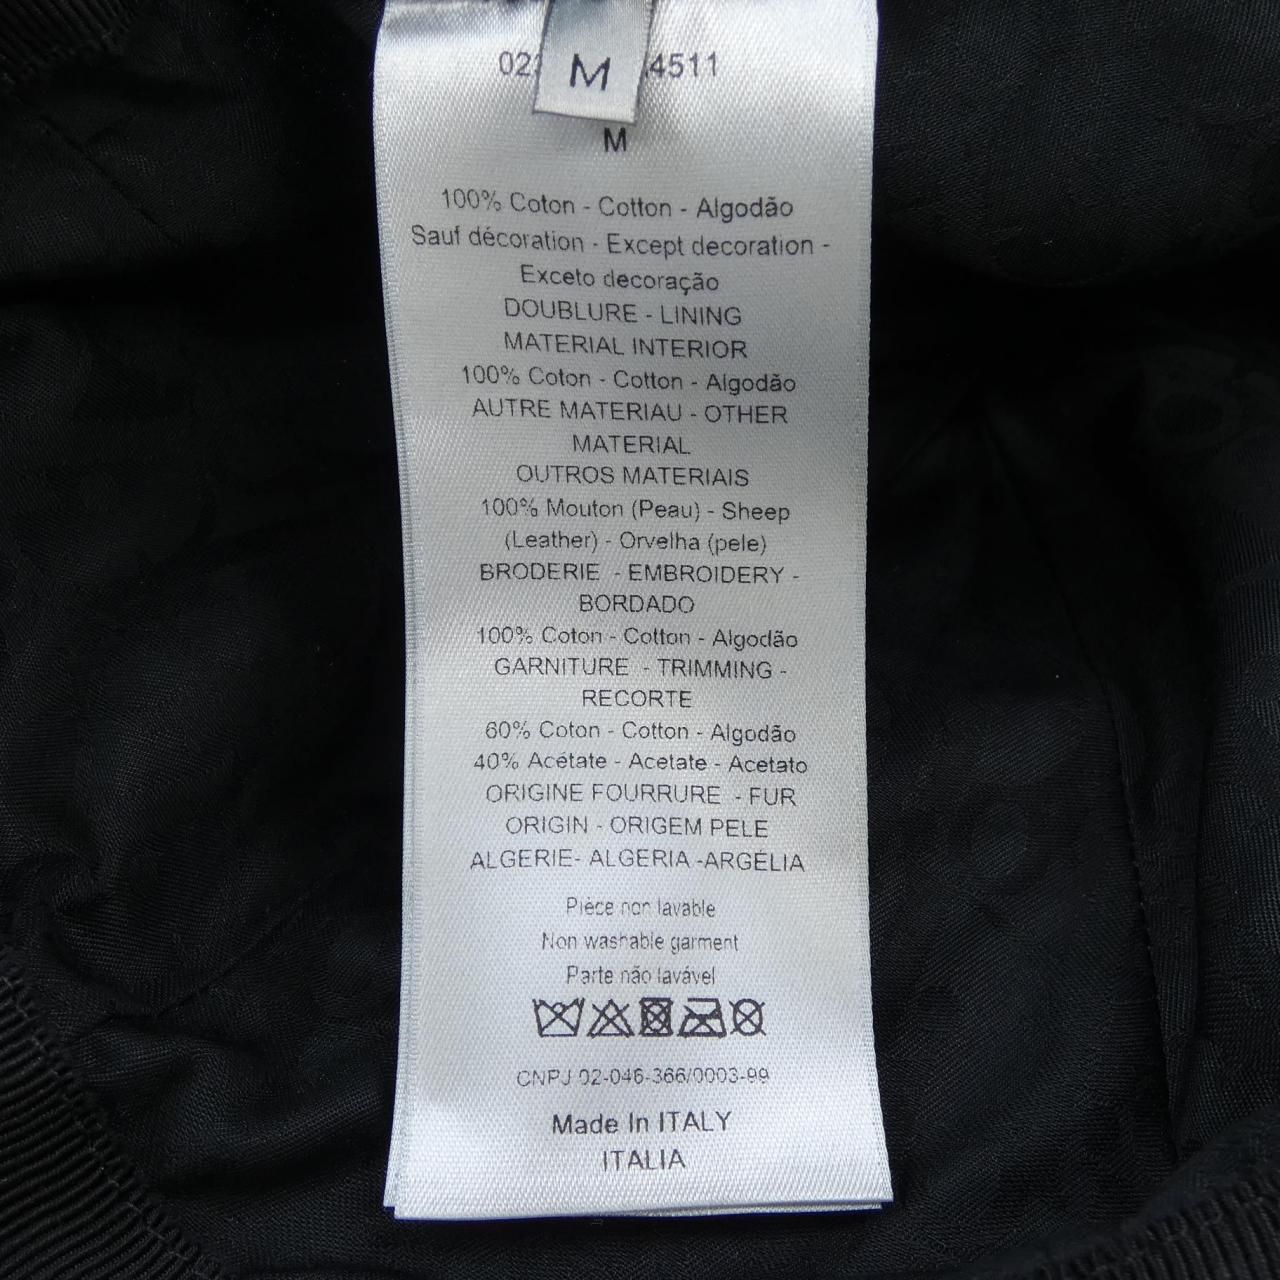 M
M
100% Coton - Cotton - Algodão
Sauf décoration - Except decoration -
Exceto decoração
DOUBLURE - LINING
MATERIAL INTERIOR
100% Coton - Cotton - Algodão
AUTRE MATERIAU - OTHER
MATERIAL
OUTROS MATERIAIS
100% Mouton (Peau) - Sheep
(Leather) - Orvelha (pele)
BRODERIE - EMBROIDERY -
BORDADO
100% Coton - Cotton - Algodão
GARNITURE - TRIMMING -
RECORTE
60% Coton - Cotton - Algodão
40% Acétate - Acetate - Acetato
ORIGINE FOURRURE - FUR
ORIGIN - ORIGEM PELE
ALGERIE- ALGERIA -ARGÉLIA
Pièce non lavable
Non washable garment
Parte não lavável
CNPJ 02-046-366/0003-99
Made In ITALY
ITALIA